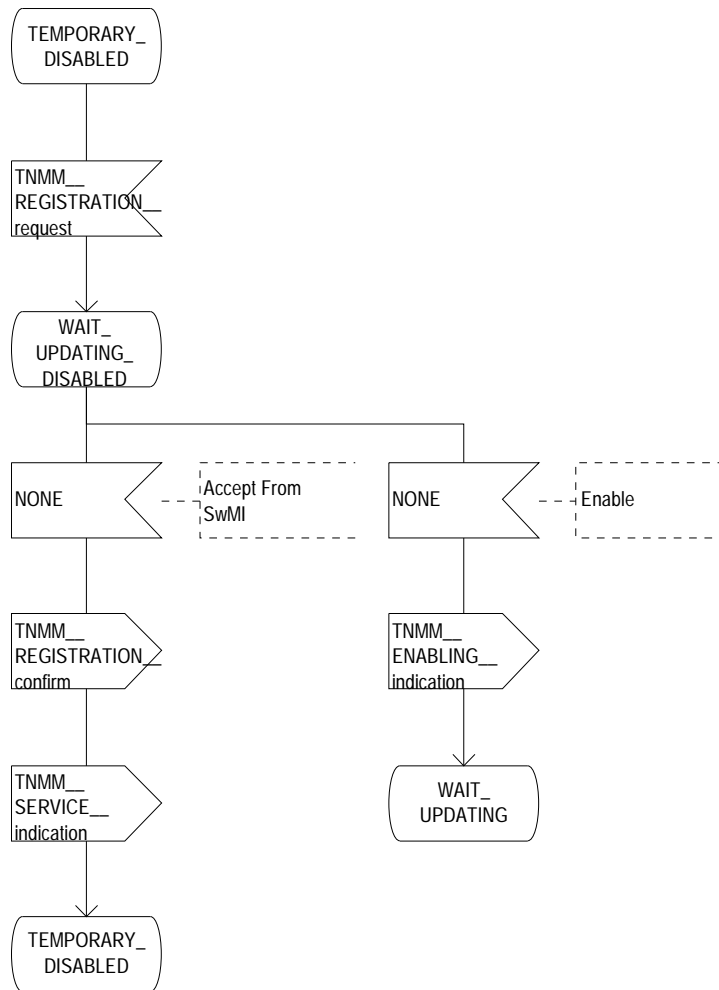 TEMPORARY_
DISABLED
TNMM__
REGISTRATION__
request
WAIT_
UPDATING_
DISABLED
NONE
Accept From
SwMI
NONE
Enable
TNMM__
REGISTRATION__
confirm
TNMM__
ENABLING__
indication
TNMM__
SERVICE__
indication
WAIT_
UPDATING
TEMPORARY_
DISABLED